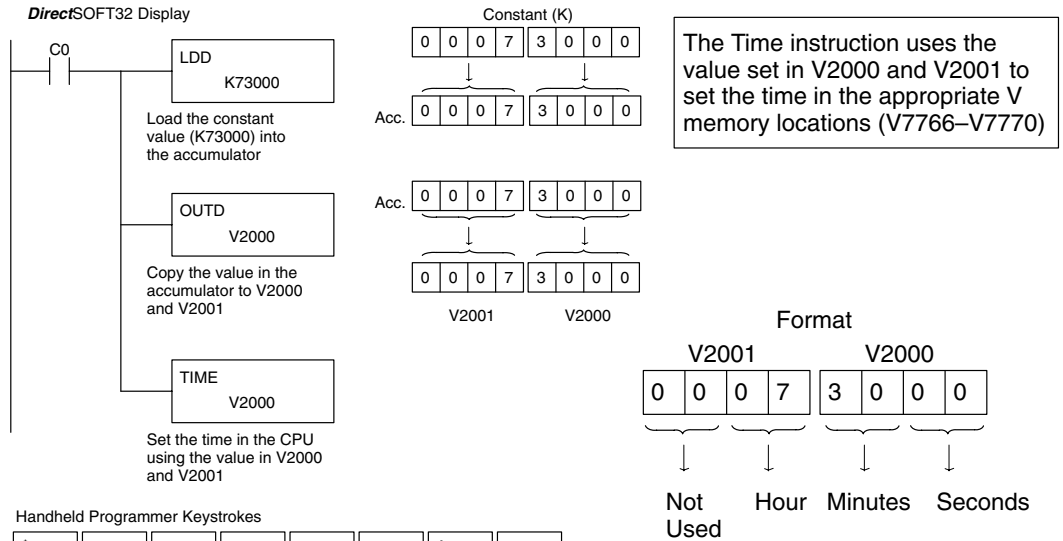 DirectSOFT32 Display
C0
LDD
K73000
Load the constant
value (K73000) into
the accumulator
OUTD
V2000
Copy the value in the
accumulator to V2000
and V2001
TIME
V2000
Set the time in the CPU
using the value in V2000
and V2001
Constant (K)
0 0 0 7 3 0 0 0
Acc. 0 0 0 7 3 0 0 0
Acc. 0 0 0 7 3 0 0 0
0 0 0 7 3 0 0 0
V2001 V2000
The Time instruction uses the
value set in V2000 and V2001 to
set the time in the appropriate V
memory locations (V7766–V7770)
Format
V2001 V2000
0 0 0 7 3 0 0 0
Not Used Hour Minutes Seconds
Handheld Programmer Keystrokes